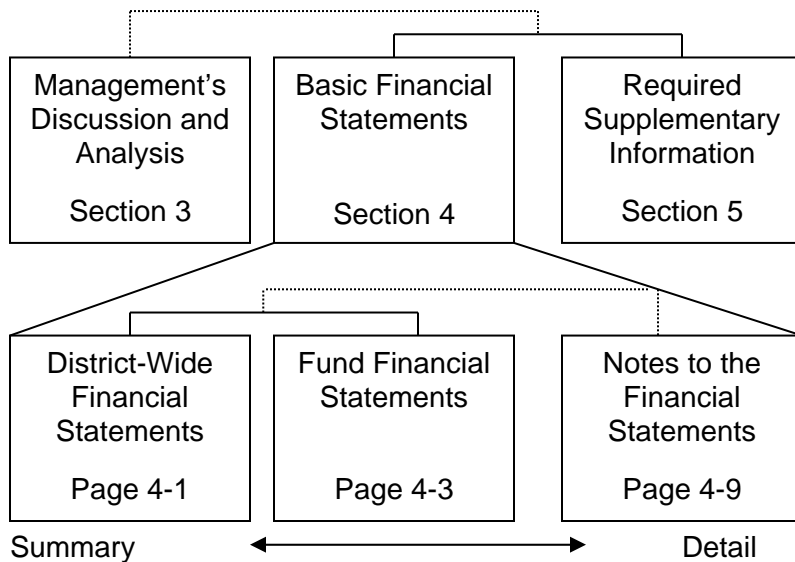 Management’s
Discussion and
Analysis
Section 3
Basic Financial
Statements
Section 4
Required
Supplementary
Information
Section 5
District-Wide
Financial
Statements
Page 4-1
Fund Financial
Statements
Page 4-3
Notes to the
Financial
Statements
Page 4-9
Summary
Detail